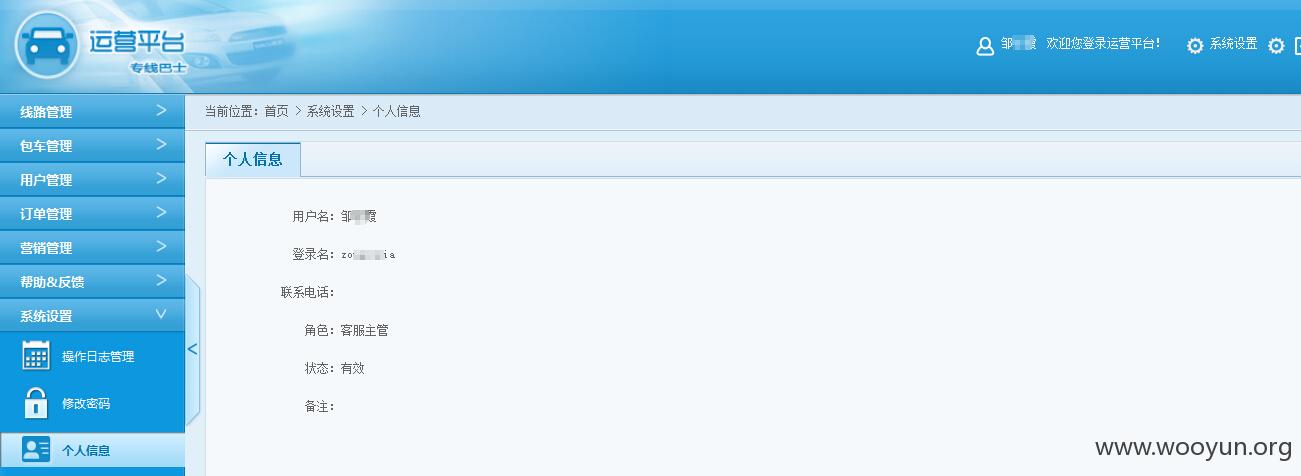 运营平台
专线巴士
邹 霞 欢迎您登录运营平台! 系统设置
线路管理 >
包车管理 >
用户管理 >
订单管理 >
营销管理 >
帮助&反馈 >
系统设置
操作日志管理
修改密码
个人信息
<
当前位置: 首页 > 系统设置 > 个人信息
个人信息
用户名: 邹 霞
登录名: zo ia
联系电话:
角色: 客服主管
状态: 有效
备注:
www.wooyun.org